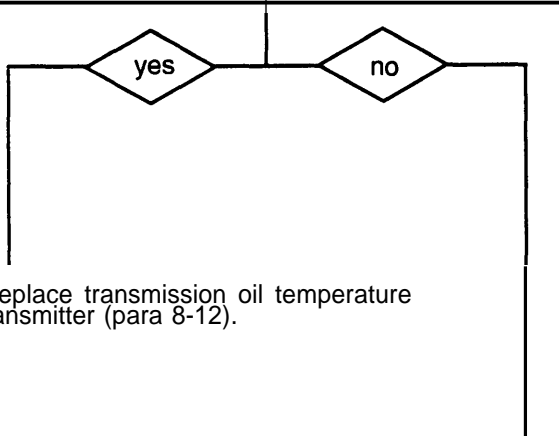 yes no
eplace transmission oil temperature
ansmitter (para 8-12).